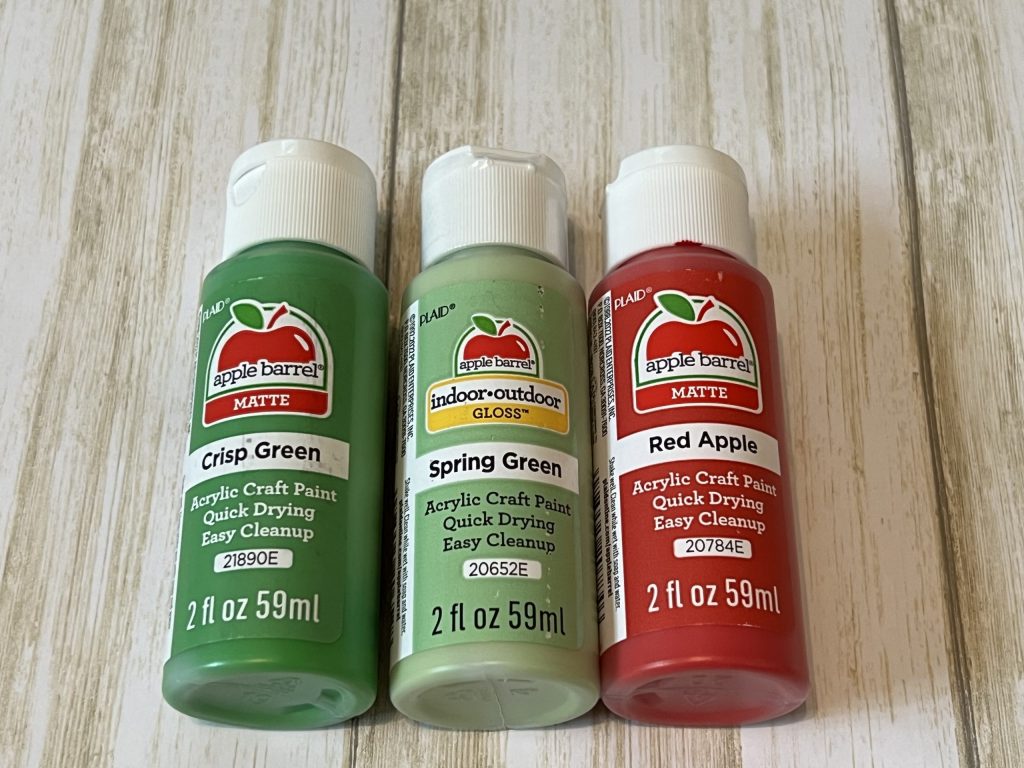 PLAID®
apple barrel®
MATTE
Crisp Green
Acrylic Craft Paint
Quick Drying
Easy Cleanup
21890E
2 fl oz 59ml
PLAID®
apple barrel®
indoor•outdoor
GLOSS™
Spring Green
Acrylic Craft Paint
Quick Drying
Easy Cleanup
20652E
2 fl oz 59ml
PLAID®
apple barrel®
MATTE
Red Apple
Acrylic Craft Paint
Quick Drying
Easy Cleanup
20784E
2 fl oz 59ml